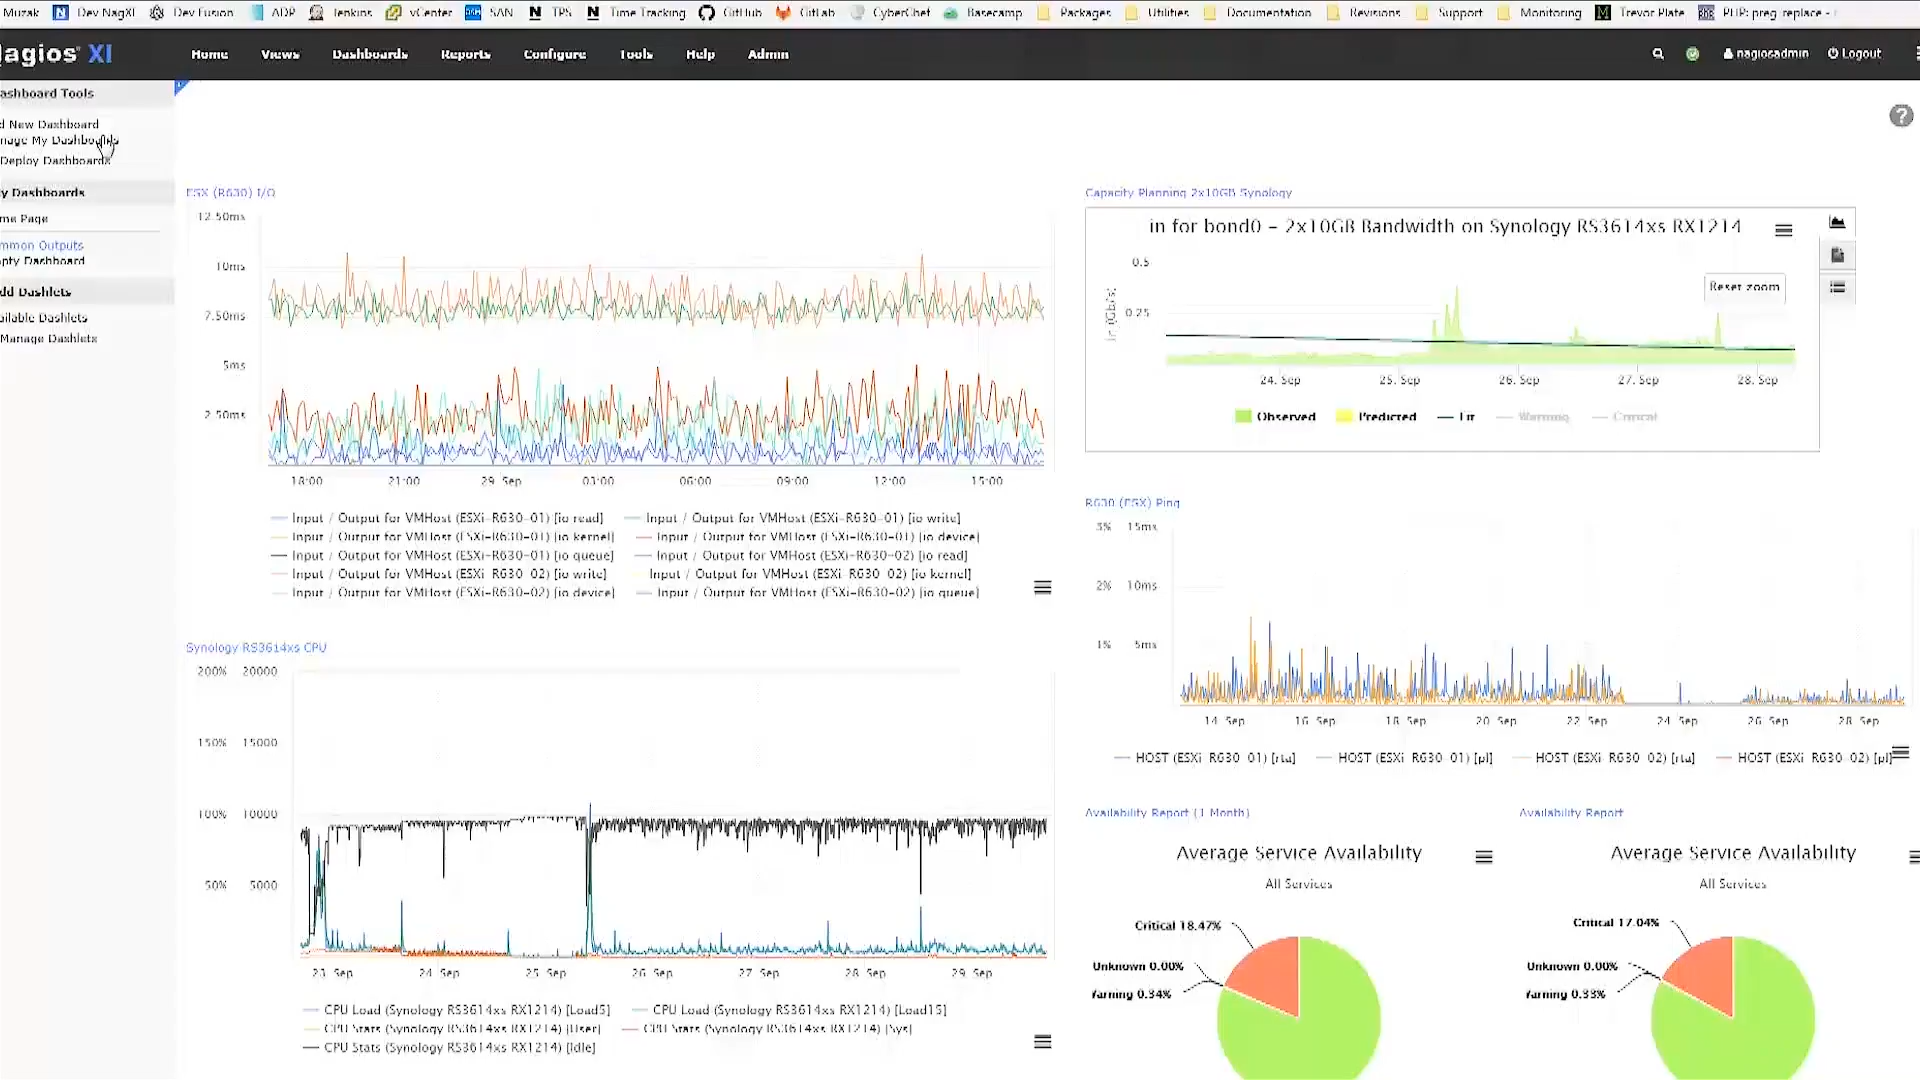 Muzak Dev NagXI Dev Fusion ADP Jenkins vCenter SAN TPS Time Tracking GitHub GitLab CyberChef Basecamp Packages Utilities Documentation Revisions Support Monitoring Trevor Plate PHP: preg_replace -
agios XI Home Views Dashboards Reports Configure Tools Help Admin nagiosadmin Logout
ashboard Tools
d New Dashboard
nage My Dashboards
Deploy Dashboards
y Dashboards
me Page
mmon Outputs
pty Dashboard
dd Dashlets
ailable Dashlets
Manage Dashlets
?
ESX (R630) I/O
12.50ms
10ms
7.50ms
5ms
2.50ms
18:00 21:00 29. Sep 03:00 06:00 09:00 12:00 15:00
Input / Output for VMHost (ESXi-R630-01) [io read] Input / Output for VMHost (ESXi-R630-01) [io write]
Input / Output for VMHost (ESXi-R630-01) [io kernel] Input / Output for VMHost (ESXi-R630-01) [io device]
Input / Output for VMHost (ESXi-R630-01) [io queue] Input / Output for VMHost (ESXi-R630-02) [io read]
Input / Output for VMHost (ESXi-R630-02) [io write] Input / Output for VMHost (ESXi-R630-02) [io kernel]
Input / Output for VMHost (ESXi-R630-02) [io device] Input / Output for VMHost (ESXi-R630-02) [io queue]
Capacity Planning 2x10GB Synology
in for bond0 - 2x10GB Bandwidth on Synology RS3614xs RX1214
0.5
Reset zoom
in (Gb/s)
0.25
24. Sep 25. Sep 26. Sep 27. Sep 28. Sep
Observed Predicted Fit Warning Critical
R630 (ESX) Ping
3% 15ms
2% 10ms
1% 5ms
14. Sep 16. Sep 18. Sep 20. Sep 22. Sep 24. Sep 26. Sep 28. Sep
HOST (ESXi-R630-01) [rta] HOST (ESXi-R630-01) [pl] HOST (ESXi-R630-02) [rta] HOST (ESXi-R630-02) [pl]
Synology RS3614xs CPU
200% 20000
150% 15000
100% 10000
50% 5000
23. Sep 24. Sep 25. Sep 26. Sep 27. Sep 28. Sep 29. Sep
CPU Load (Synology RS3614xs RX1214) [Load5] CPU Load (Synology RS3614xs RX1214) [Load15]
CPU Stats (Synology RS3614xs RX1214) [User] CPU Stats (Synology RS3614xs RX1214) [Sys]
CPU Stats (Synology RS3614xs RX1214) [Idle]
Availability Report (1 Month)
Average Service Availability
All Services
Critical 18.47%
Unknown 0.00%
Warning 0.34%
Availability Report
Average Service Availability
All Services
Critical 17.04%
Unknown 0.00%
Warning 0.33%